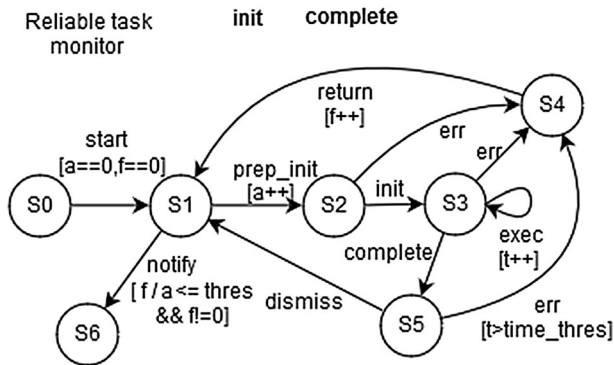 Reliable task
monitor
init complete
start
[a==0,f==0]
return
[f++]
err
S4
prep_init
[a++]
err
S0
S1
S2
init
S3
exec
[t++]
complete
notify
[ f / a <= thres
&& f!=0]
dismiss
S5
err
[t>time_thres]
S6